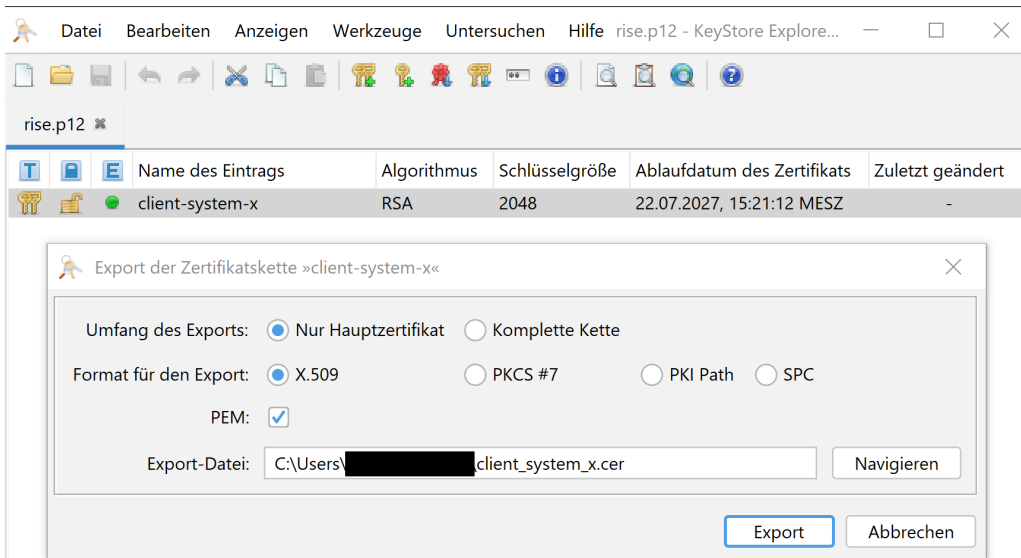 Datei Bearbeiten Anzeigen Werkzeuge Untersuchen Hilfe rise.p12 - KeyStore Explore...
rise.p12
T E Name des Eintrags Algorithmus Schlüsselgröße Ablaufdatum des Zertifikats Zuletzt geändert
client-system-x RSA 2048 22.07.2027, 15:21:12 MESZ -
Export der Zertifikatskette »client-system-x«
Umfang des Exports: Nur Hauptzertifikat Komplette Kette
Format für den Export: X.509 PKCS #7 PKI Path SPC
PEM:
Export-Datei: C:\Users\ \client_system_x.cer Navigieren
Export Abbrechen